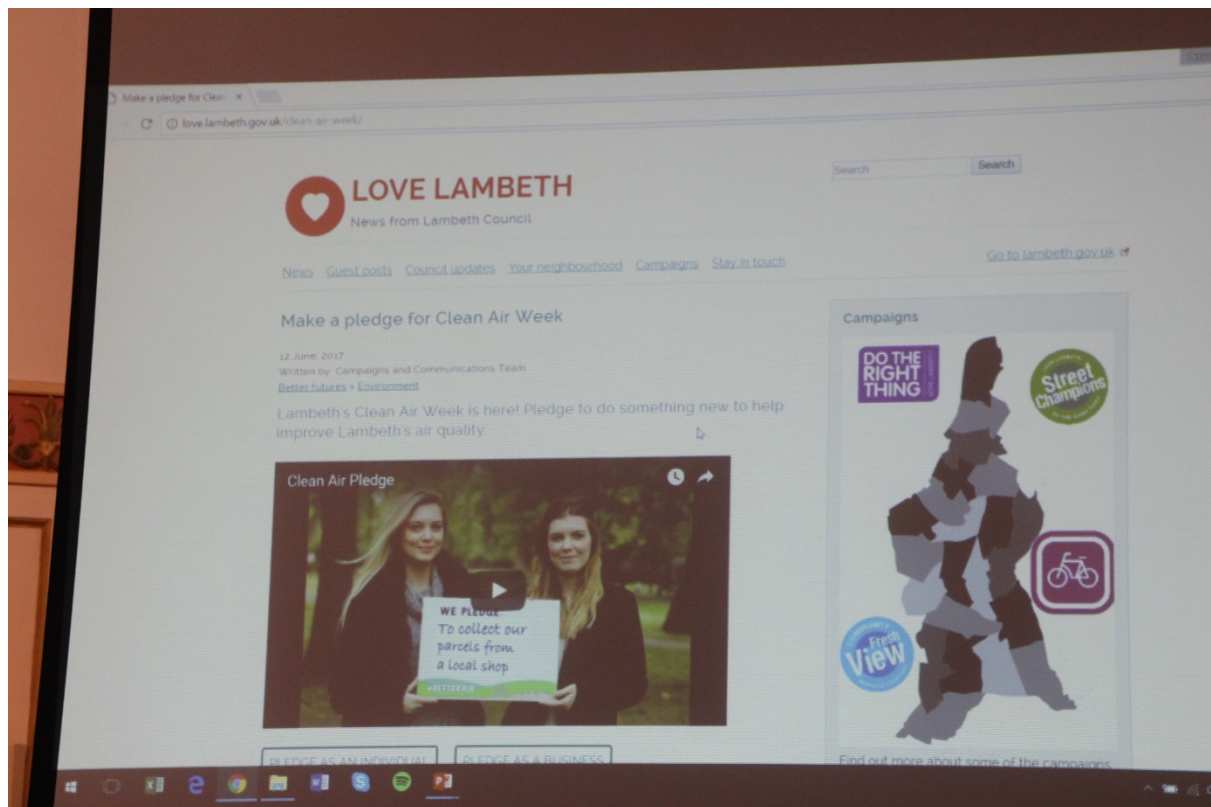 Make a pledge for Clea
love.lambeth.gov.uk/clean-air-week/
LOVE LAMBETH
News from Lambeth Council
Search
Search
News Guest posts Council updates Your neighbourhood Campaigns Stay in touch
Go to lambeth.gov.uk
Make a pledge for Clean Air Week
12 June, 2017
Written by: Campaigns and Communications Team
Better futures > Environment
Lambeth's Clean Air Week is here! Pledge to do something new to help
improve Lambeth's air quality
Clean Air Pledge
WE PLEDGE:
To collect our
parcels from
a local shop
#BETTERAIR
PLEDGE AS AN INDIVIDUAL
PLEDGE AS A BUSINESS
Campaigns
DO THE
RIGHT
THING
LOVE LAMBETH
Street
Champions
COMMUNITY
Fresh
View
Find out more about some of the campaigns